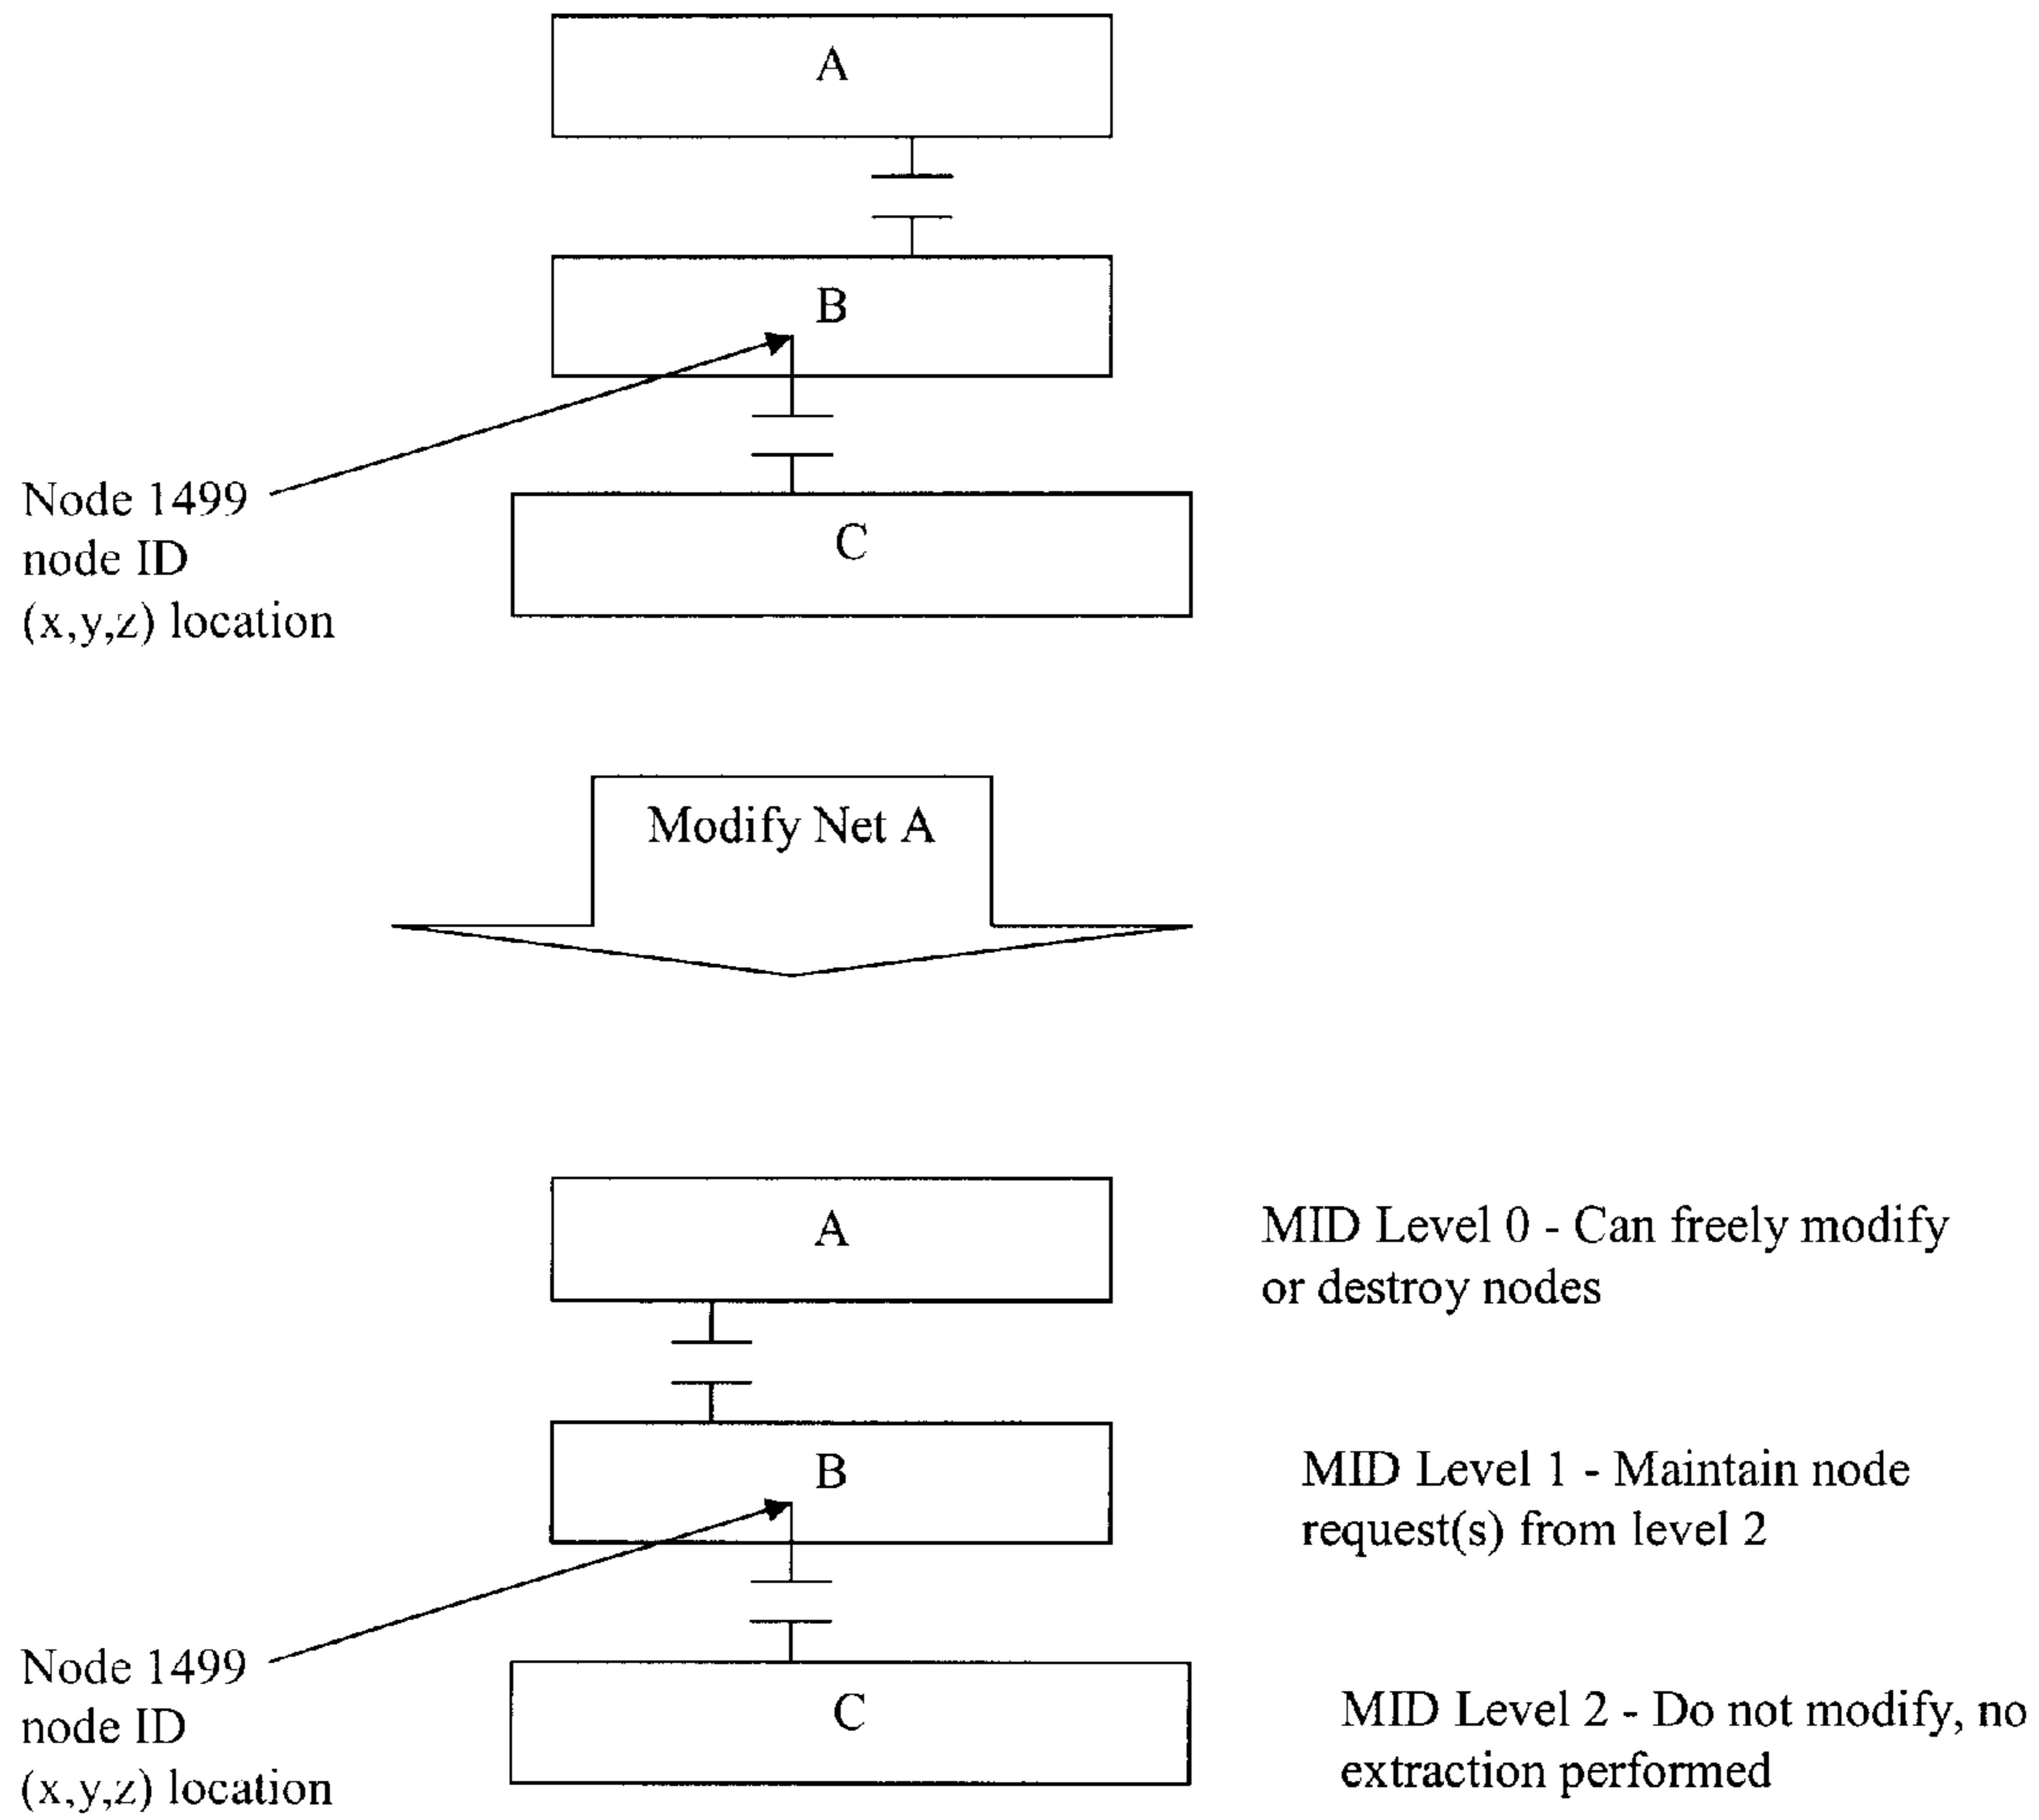 A
B
Node 1499
node ID
(x,y,z) location
C
Modify Net A
A
MID Level 0 - Can freely modify
or destroy nodes
B
MID Level 1 - Maintain node
request(s) from level 2
Node 1499
node ID
(x,y,z) location
C
MID Level 2 - Do not modify, no
extraction performed